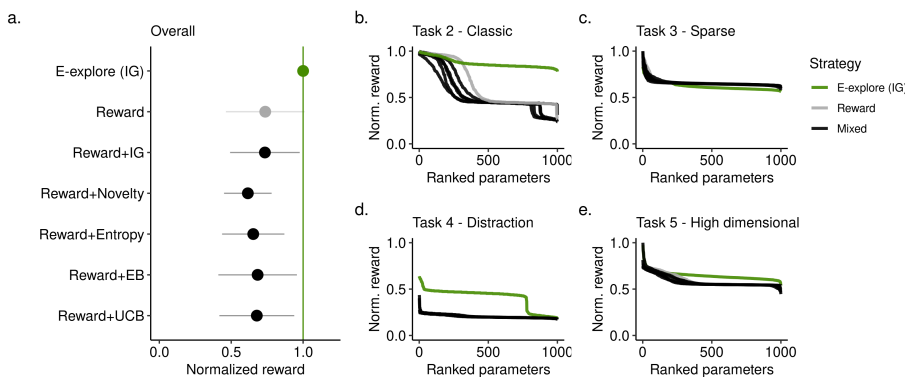 a.
Overall
E-explore (IG)
Reward
Reward+IG
Reward+Novelty
Reward+Entropy
Reward+EB
Reward+UCB
0.0 0.5 1.0
Normalized reward
b.
Task 2 - Classic
Norm. reward
1.0
0.5
0.0
0 500 1000
Ranked parameters
c.
Task 3 - Sparse
Norm. reward
1.0
0.5
0.0
0 500 1000
Ranked parameters
Strategy
E-explore (IG)
Reward
Mixed
d.
Task 4 - Distraction
Norm. reward
1.0
0.5
0.0
0 500 1000
Ranked parameters
e.
Task 5 - High dimensional
Norm. reward
1.0
0.5
0.0
0 500 1000
Ranked parameters